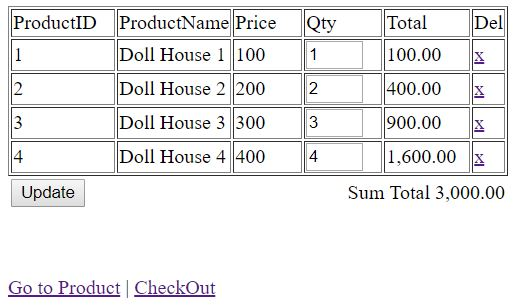 ProductID ProductName Price Qty Total Del
1 Doll House 1 100 1 100.00 x
2 Doll House 2 200 2 400.00 x
3 Doll House 3 300 3 900.00 x
4 Doll House 4 400 4 1,600.00 x
Update Sum Total 3,000.00
Go to Product | CheckOut